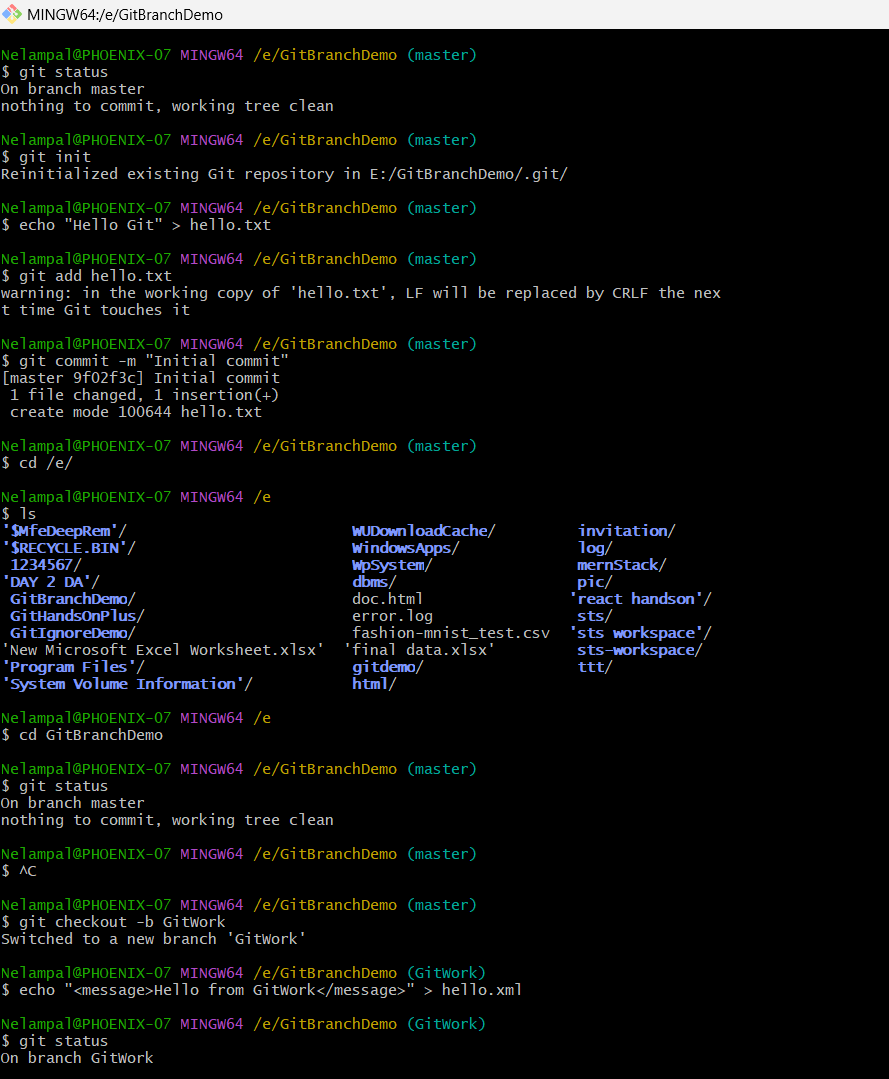 MINGW64:/e/GitBranchDemo
Nelampal@PHOENIX-07 MINGW64 /e/GitBranchDemo (master)
$ git status
On branch master
nothing to commit, working tree clean
Nelampal@PHOENIX-07 MINGW64 /e/GitBranchDemo (master)
$ git init
Reinitialized existing Git repository in E:/GitBranchDemo/.git/
Nelampal@PHOENIX-07 MINGW64 /e/GitBranchDemo (master)
$ echo "Hello Git" > hello.txt
Nelampal@PHOENIX-07 MINGW64 /e/GitBranchDemo (master)
$ git add hello.txt
warning: in the working copy of 'hello.txt', LF will be replaced by CRLF the nex
t time Git touches it
Nelampal@PHOENIX-07 MINGW64 /e/GitBranchDemo (master)
$ git commit -m "Initial commit"
[master 9f02f3c] Initial commit
 1 file changed, 1 insertion(+)
 create mode 100644 hello.txt
Nelampal@PHOENIX-07 MINGW64 /e/GitBranchDemo (master)
$ cd /e/
Nelampal@PHOENIX-07 MINGW64 /e
$ ls
'$MfeDeepRem'/ WUDownloadCache/ invitation/
'$RECYCLE.BIN'/ WindowsApps/ log/
1234567/ WpSystem/ mernStack/
'DAY 2 DA'/ dbms/ pic/
GitBranchDemo/ doc.html 'react handson'/
GitHandsOnPlus/ error.log sts/
GitIgnoreDemo/ fashion-mnist_test.csv 'sts workspace'/
'New Microsoft Excel Worksheet.xlsx' 'final data.xlsx' sts-workspace/
'Program Files'/ gitdemo/ ttt/
'System Volume Information'/ html/
Nelampal@PHOENIX-07 MINGW64 /e
$ cd GitBranchDemo
Nelampal@PHOENIX-07 MINGW64 /e/GitBranchDemo (master)
$ git status
On branch master
nothing to commit, working tree clean
Nelampal@PHOENIX-07 MINGW64 /e/GitBranchDemo (master)
$ ^C
Nelampal@PHOENIX-07 MINGW64 /e/GitBranchDemo (master)
$ git checkout -b GitWork
Switched to a new branch 'GitWork'
Nelampal@PHOENIX-07 MINGW64 /e/GitBranchDemo (GitWork)
$ echo "<message>Hello from GitWork</message>" > hello.xml
Nelampal@PHOENIX-07 MINGW64 /e/GitBranchDemo (GitWork)
$ git status
On branch GitWork